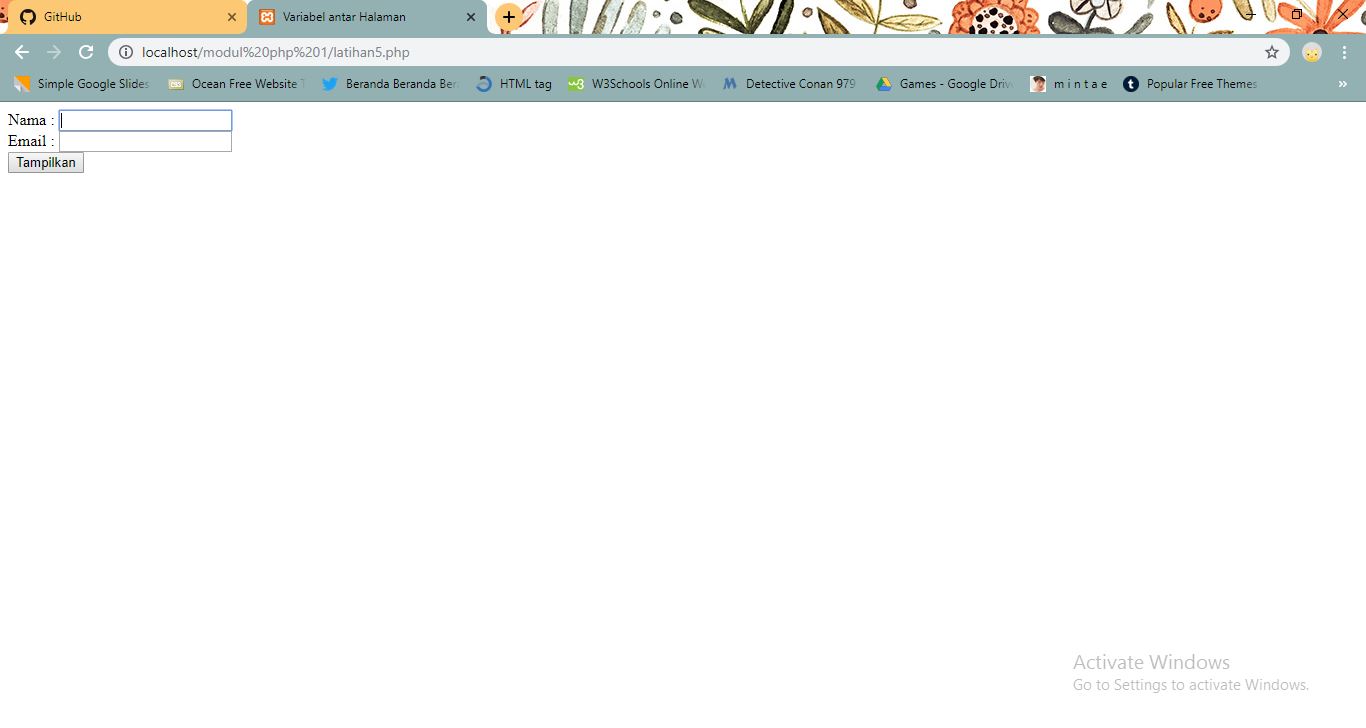 GitHub
Variabel antar Halaman
localhost/modul%20php%201/latihan5.php
Simple Google Slides
Ocean Free Website
Beranda Beranda Ber
HTML tag
W3Schools Online W
Detective Conan 979
Games - Google Driv
m i n t a e
Popular Free Themes
Nama :
Email :
Tampilkan
Activate Windows
Go to Settings to activate Windows.